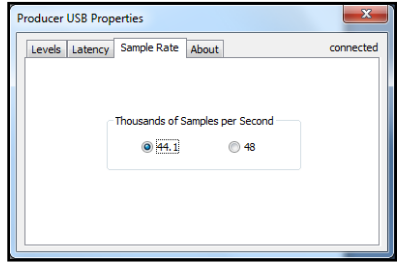 Producer USB Properties
Levels Latency Sample Rate About connected
Thousands of Samples per Second
44.1 48